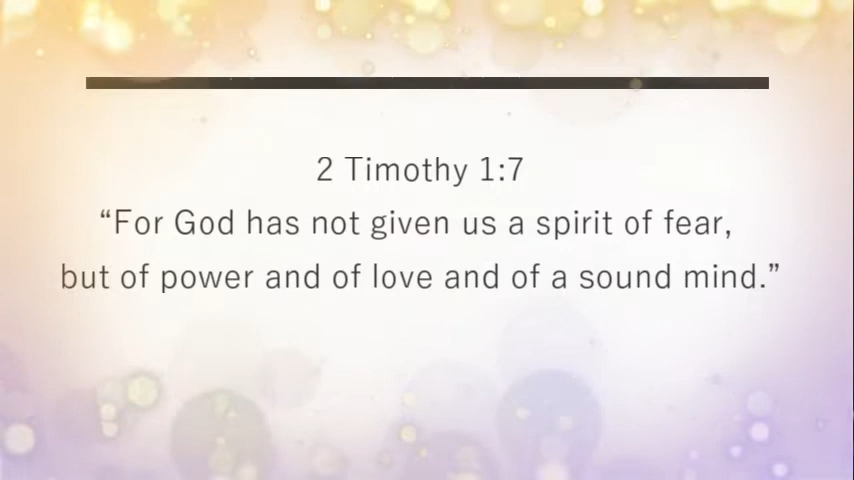 2 Timothy 1:7
“For God has not given us a spirit of fear,
but of power and of love and of a sound mind.”